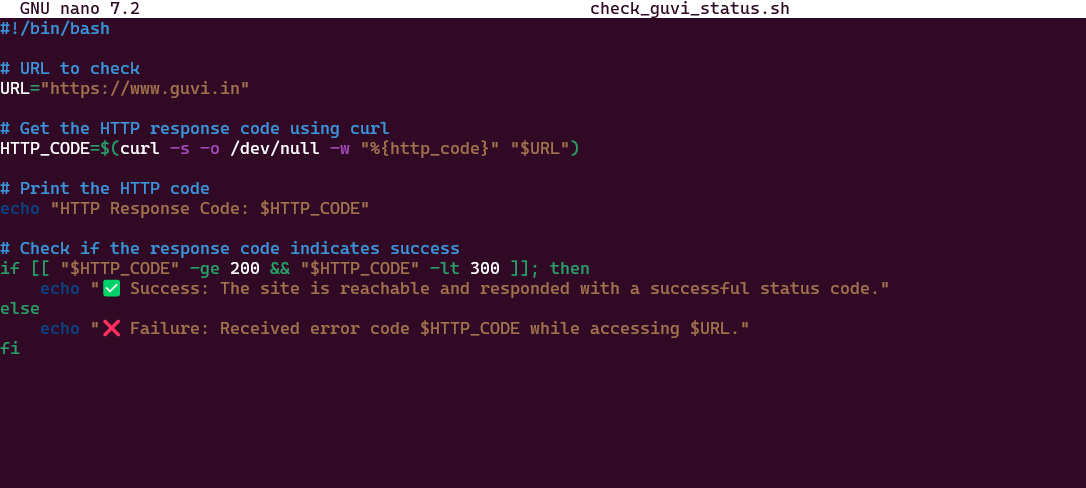 GNU nano 7.2 check_guvi_status.sh
#!/bin/bash
# URL to check
URL="https://www.guvi.in"
# Get the HTTP response code using curl
HTTP_CODE=$(curl -s -o /dev/null -w "%{http_code}" "$URL")
# Print the HTTP code
echo "HTTP Response Code: $HTTP_CODE"
# Check if the response code indicates success
if [[ "$HTTP_CODE" -ge 200 && "$HTTP_CODE" -lt 300 ]]; then
    echo "✅ Success: The site is reachable and responded with a successful status code."
else
    echo "❌ Failure: Received error code $HTTP_CODE while accessing $URL."
fi